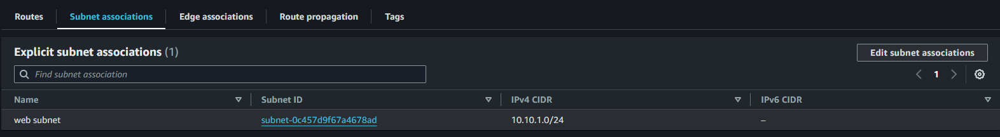 Routes Subnet associations Edge associations Route propagation Tags
Explicit subnet associations (1) Edit subnet associations
Find subnet association 1
Name Subnet ID IPv4 CIDR IPv6 CIDR
web subnet subnet-0c457d9f67a4678ad 10.10.1.0/24 –